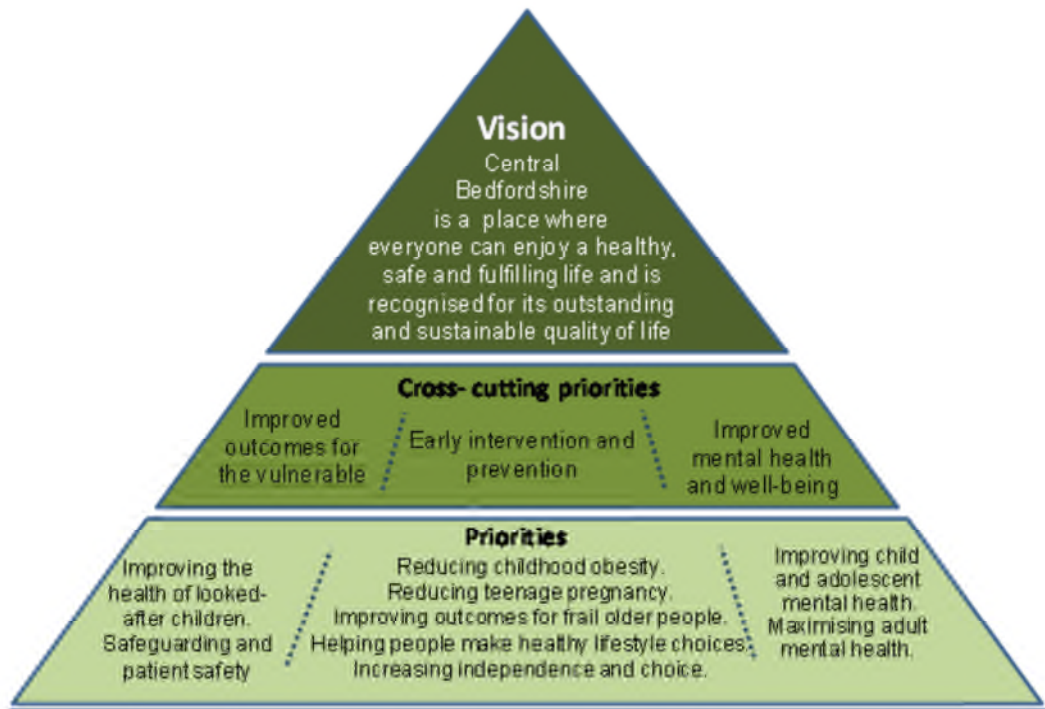 Vision
Central
Bedfordshire
is a place where
everyone can enjoy a healthy,
safe and fulfilling life and is
recognised for its outstanding
and sustainable quality of life
Cross- cutting priorities
Improved
outcomes for
the vulnerable
Early intervention and
prevention
Improved
mental health
and well-being
Priorities
Improving the
health of looked-
after children.
Safeguarding and
patient safety
Reducing childhood obesity.
Reducing teenage pregnancy.
Improving outcomes for frail older people.
Helping people make healthy lifestyle choices.
Increasing independence and choice.
Improving child
and adolescent
mental health.
Maximising adult
mental health.